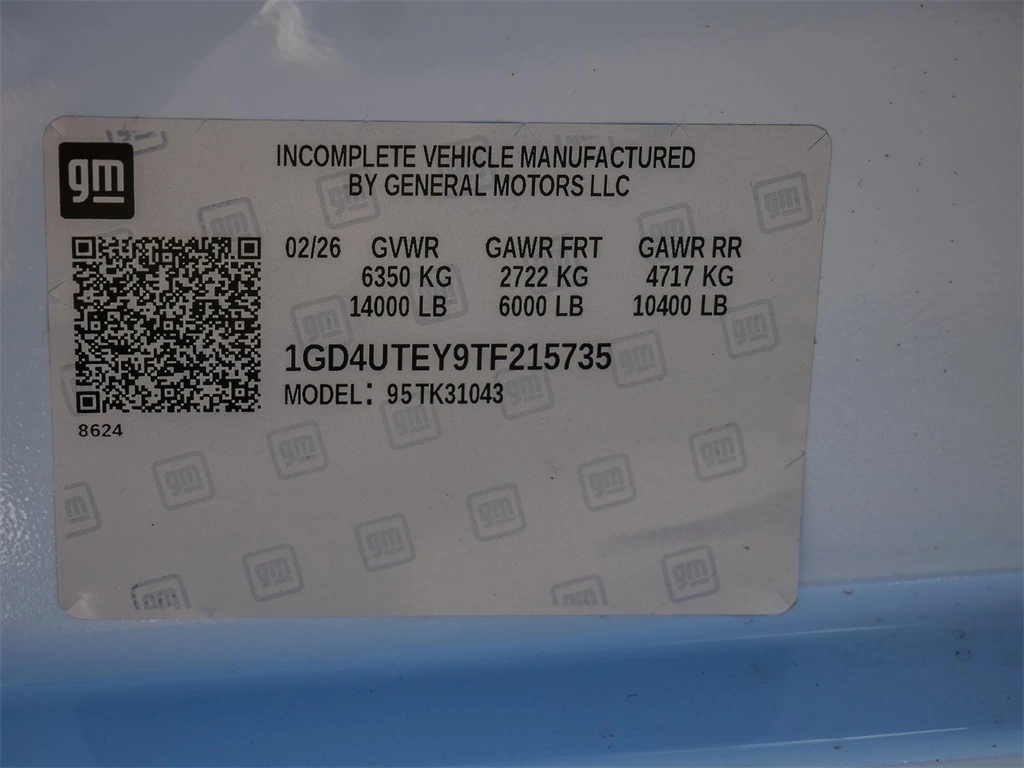 gm
INCOMPLETE VEHICLE MANUFACTURED
BY GENERAL MOTORS LLC
02/26 GVWR GAWR FRT GAWR RR
6350 KG 2722 KG 4717 KG
14000 LB 6000 LB 10400 LB
1GD4UTEY9TF215735
MODEL: 95TK31043
8624